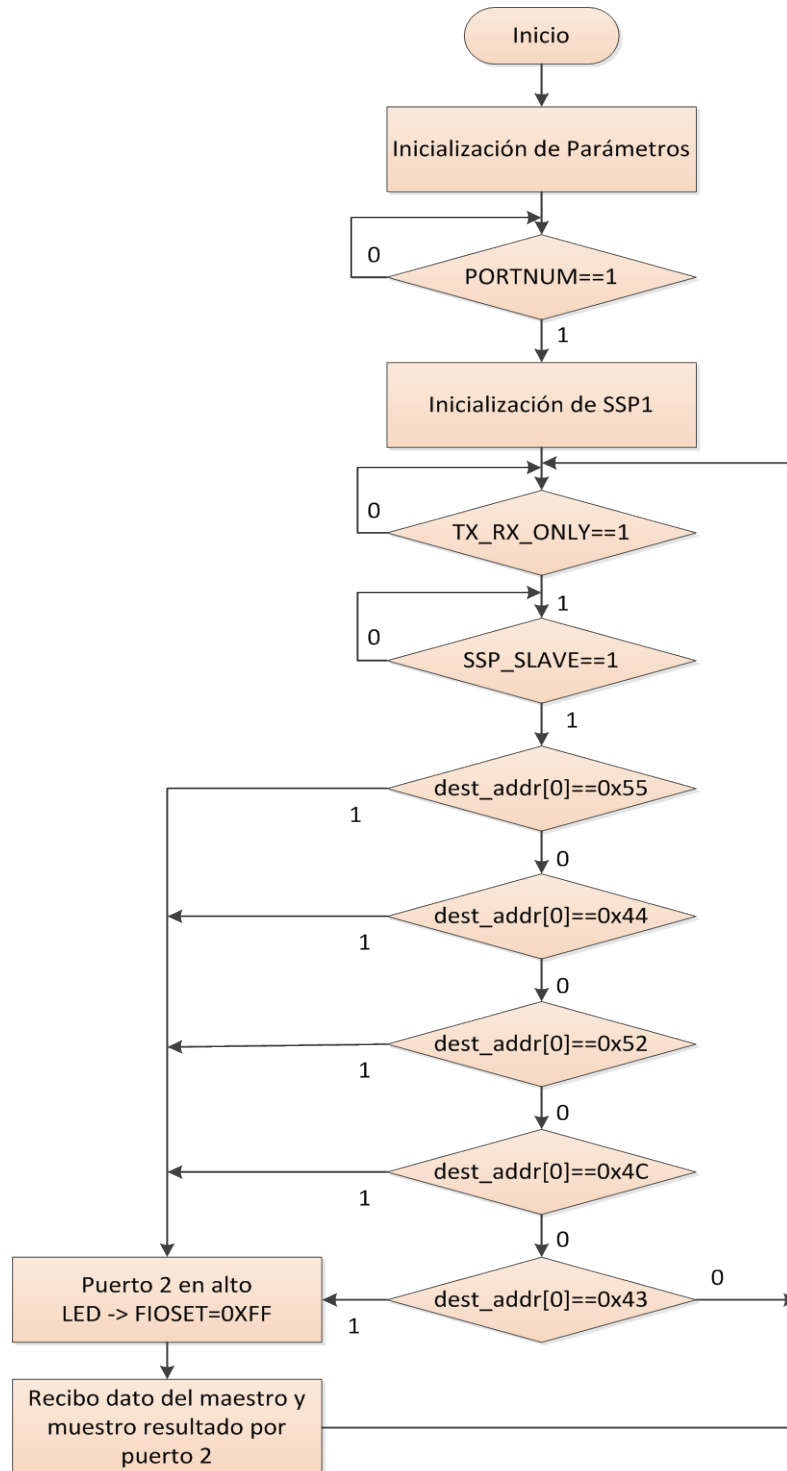 Inicio
Inicialización de Parámetros
0
PORTNUM==1
1
Inicialización de SSP1
0
TX_RX_ONLY==1
1
0
SSP_SLAVE==1
1
dest_addr[0]==0x55
1
0
dest_addr[0]==0x44
1
0
dest_addr[0]==0x52
1
0
dest_addr[0]==0x4C
1
0
Puerto 2 en alto
LED -> FIOSET=0XFF
dest_addr[0]==0x43
0
1
Recibo dato del maestro y
muestro resultado por
puerto 2